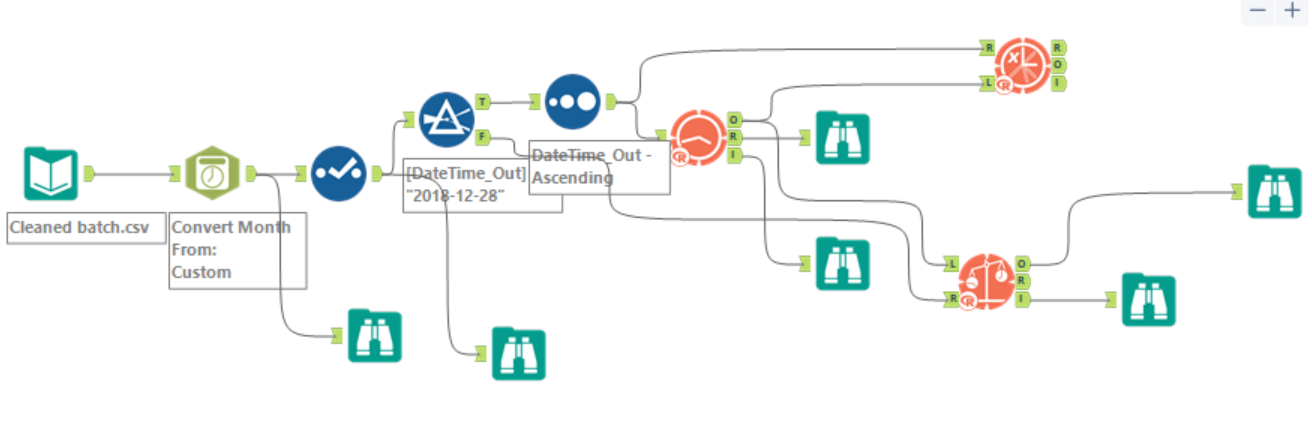 Cleaned batch.csv
Convert Month
From:
Custom
T
F
[DateTime_Out]
"2018-12-28"
DateTime_Out -
Ascending
O
R
I
R
L
R
O
I
L
R
O
R
I